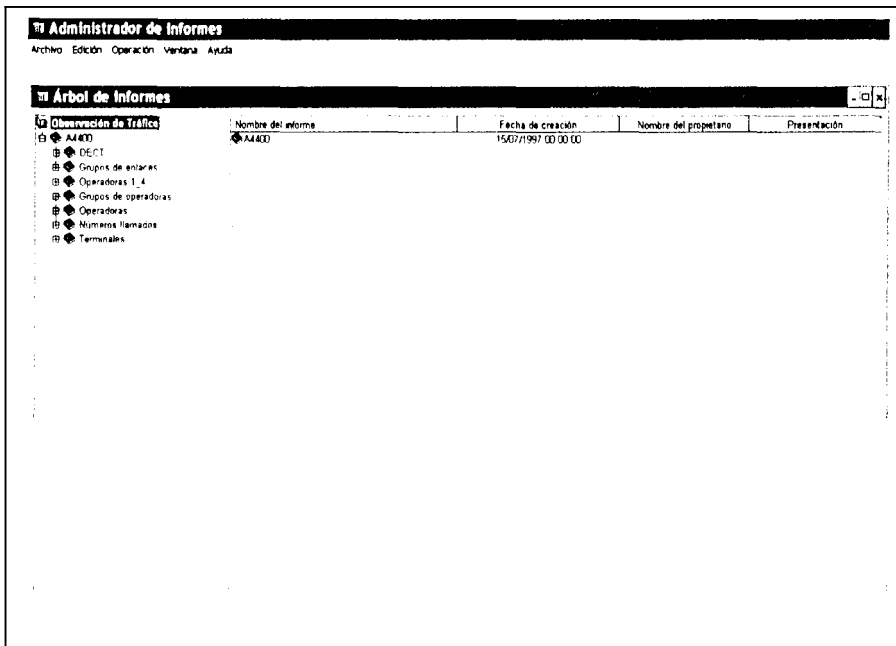 Administrador de Informes
Archivo Edición Operación Ventana Ayuda
Árbol de Informes
Observación de Tráfico
A4400
DECT
Grupos de enlaces
Operadoras 1_4
Grupos de operadoras
Operadoras
Números llamados
Terminales
Nombre del informe Fecha de creación Nombre del propietario Presentación
A4400 15/07/1997 00:00:00